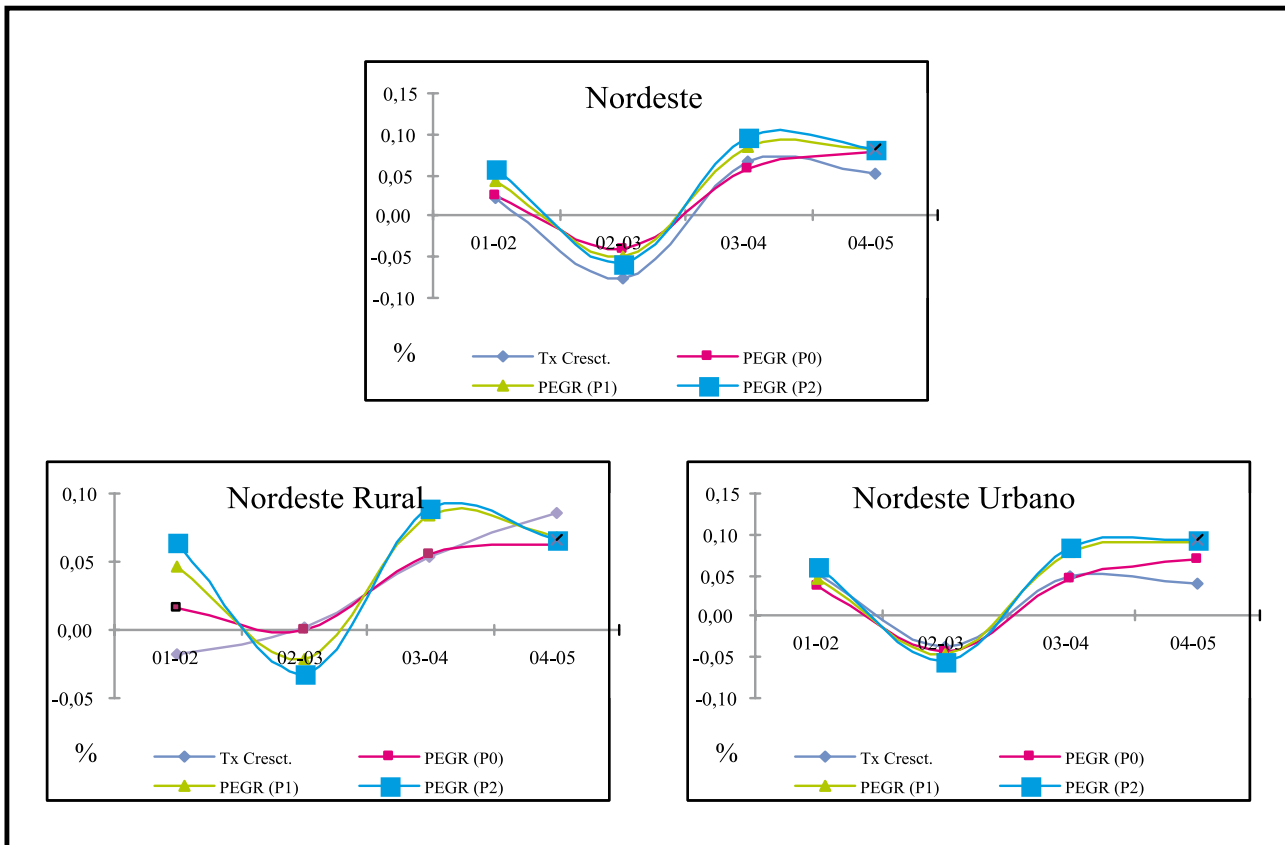 Nordeste
0,15
0,10
0,05
0,00
-0,05
-0,10
01-02
02-03
03-04
04-05
%
Tx Cresct.
PEGR (P0)
PEGR (P1)
PEGR (P2)
Nordeste Rural
0,10
0,05
0,00
-0,05
01-02
02-03
03-04
04-05
%
Tx Cresct.
PEGR (P0)
PEGR (P1)
PEGR (P2)
Nordeste Urbano
0,15
0,10
0,05
0,00
-0,05
-0,10
01-02
02-03
03-04
04-05
%
Tx Cresct.
PEGR (P0)
PEGR (P1)
PEGR (P2)